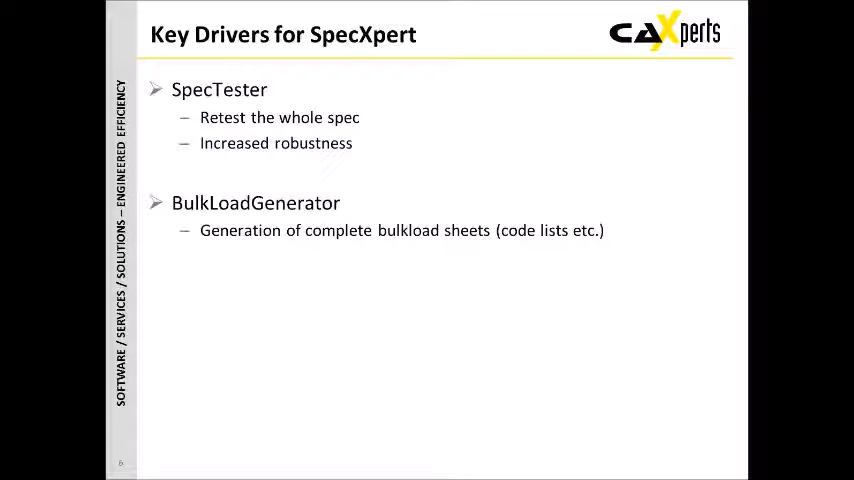 Key Drivers for SpecXpert
CAXperts
SpecTester
– Retest the whole spec
– Increased robustness
BulkLoadGenerator
– Generation of complete bulkload sheets (code lists etc.)
SOFTWARE / SERVICES / SOLUTIONS – ENGINEERED EFFICIENCY
6